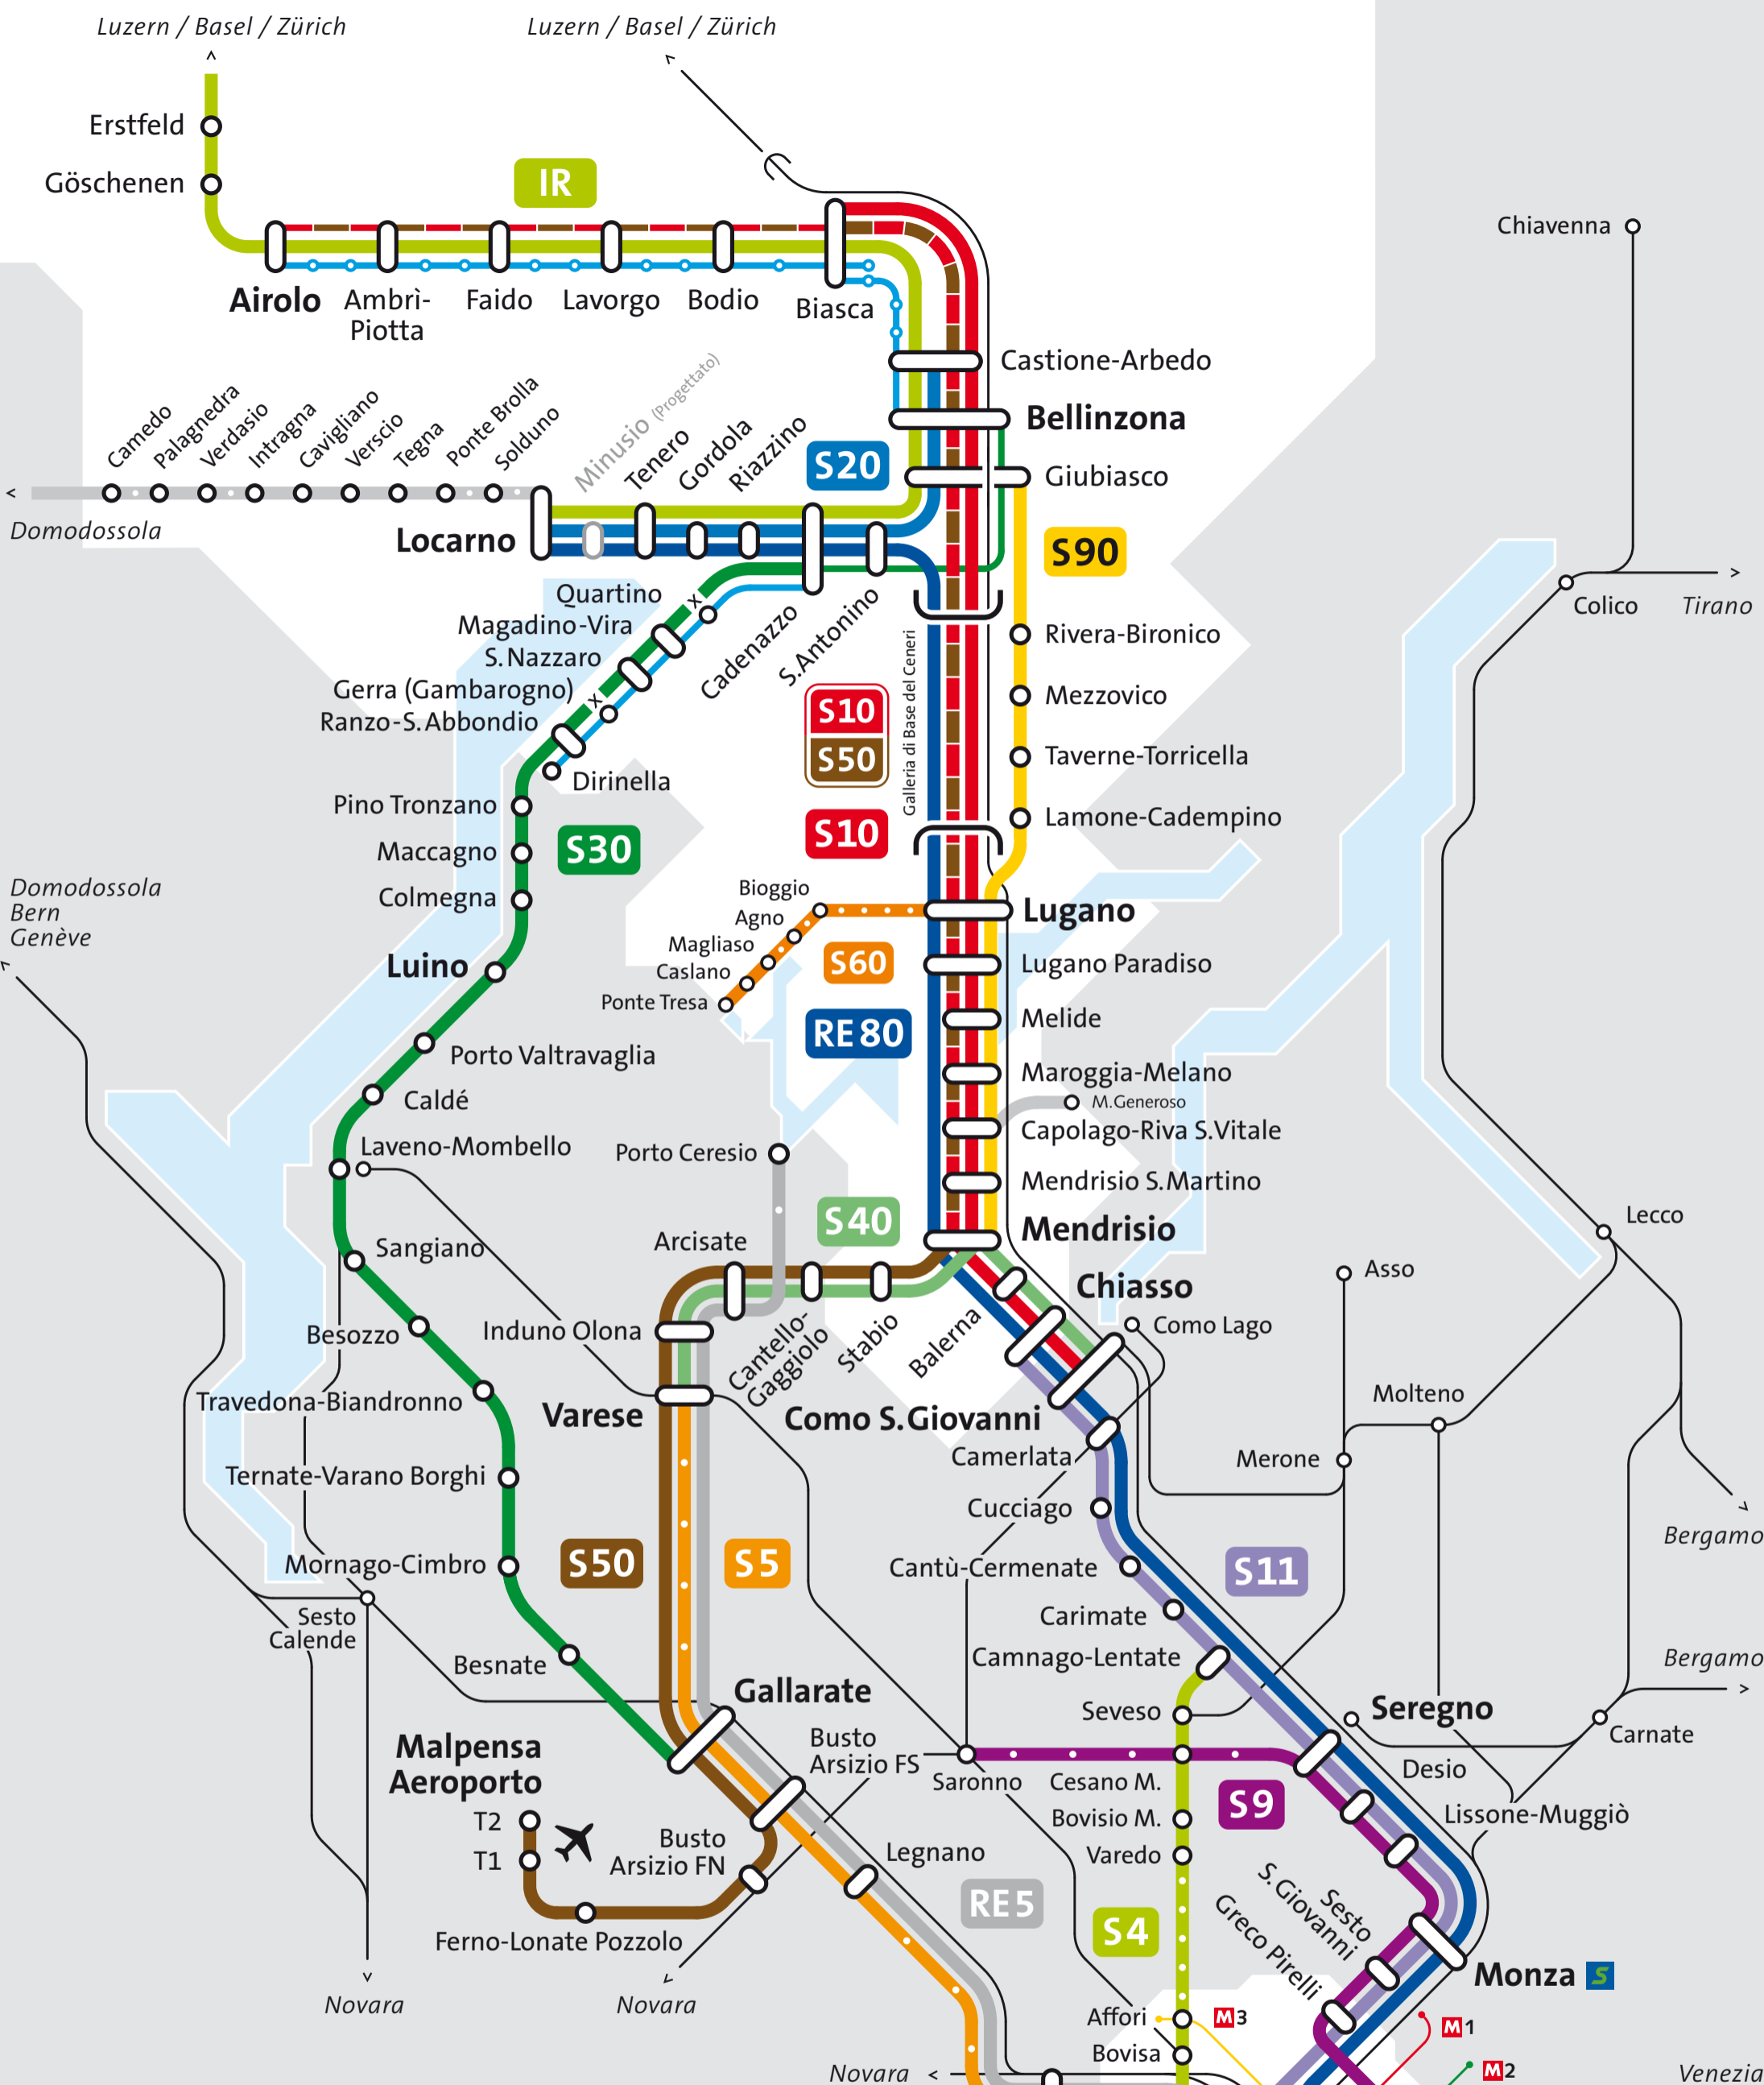 Luzern / Basel / Zürich
Luzern / Basel / Zürich
Erstfeld
Göschenen
IR
Airolo
Ambrì-
Piotta
Faido
Lavorgo
Bodio
Biasca
Chiavenna
Castione-Arbedo
Bellinzona
Giubiasco
Camedo
Palagnedra
Verdasio
Intragna
Cavigliano
Verscio
Tegna
Ponte Brolla
Solduno
Minusio (Progettato)
Tenero
Gordola
Riazzino
S20
Domodossola
Locarno
S90
Quartino
Magadino-Vira
S.Nazzaro
Gerra (Gambarogno)
Ranzo-S.Abbondio
x
x
Dirinella
Cadenazzo
S.Antonino
Galleria di Base del Ceneri
Colico
Tirano
Rivera-Bironico
Mezzovico
Taverne-Torricella
Lamone-Cadempino
S10
S50
S10
Pino Tronzano
Maccagno
Colmegna
S30
Domodossola
Bern
Genève
Luino
Bioggio
Agno
Magliaso
Caslano
Ponte Tresa
S60
RE80
Lugano
Lugano Paradiso
Melide
Maroggia-Melano
M.Generoso
Capolago-Riva S.Vitale
Mendrisio S.Martino
Mendrisio
Porto Valtravaglia
Caldé
Laveno-Mombello
Porto Ceresio
S40
Arcisate
Sangiano
Besozzo
Induno Olona
Cantello-
Gaggiolo
Stabio
Balerna
Chiasso
Como Lago
Asso
Lecco
Travedona-Biandronno
Varese
Como S.Giovanni
Camerlata
Molteno
Merone
Ternate-Varano Borghi
Cucciago
Mornago-Cimbro
S50
S5
Cantù-Cermenate
S11
Bergamo
Sesto
Calende
Carimate
Besnate
Camnago-Lentate
Bergamo
Gallarate
Seveso
Seregno
Carnate
Malpensa
Aeroporto
Busto
Arsizio FS
Saronno
Cesano M.
Desio
T2
T1
Busto
Arsizio FN
Bovisio M.
S9
Lissone-Muggiò
Legnano
Varedo
RE5
S4
Sesto
S.Giovanni
Greco Pirelli
Ferno-Lonate Pozzolo
Monza
S
Novara
Novara
Affori
M3
M1
Bovisa
M2
Novara
Venezia